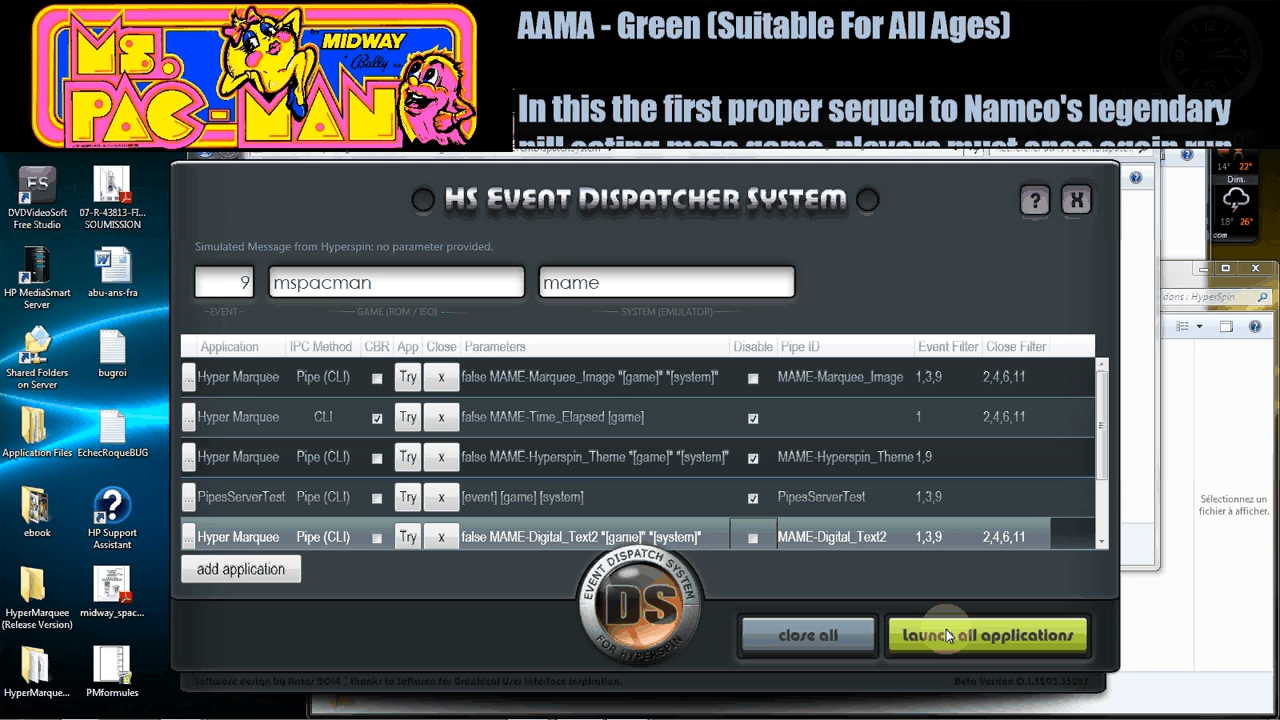 MS. PAC-MAN
MIDWAY
Bally
AAMA - Green (Suitable For All Ages)
In this the first proper sequel to Namco's legendary
HS EVENT DISPATCHER SYSTEM
?
X
Simulated Message from Hyperspin: no parameter provided.
9
mspacman
mame
EVENT
GAME (ROM / ISO)
SYSTEM (EMULATOR)
Application IPC Method CBR App Close Parameters Disable Pipe ID Event Filter Close Filter
... Hyper Marquee Pipe (CLI) Try x false MAME-Marquee_Image "[game]" "[system]" MAME-Marquee_Image 1,3,9 2,4,6,11
... Hyper Marquee CLI Try x false MAME-Time_Elapsed [game] 1 2,4,6,11
... Hyper Marquee Pipe (CLI) Try x false MAME-Hyperspin_Theme "[game]" "[system]" MAME-Hyperspin_Theme 1,9
... PipesServerTest Pipe (CLI) Try x [event] [game] [system] PipesServerTest 1,3,9
... Hyper Marquee Pipe (CLI) Try x false MAME-Digital_Text2 "[game]" "[system]" MAME-Digital_Text2 1,3,9 2,4,6,11
add application
EVENT DISPATCH SYSTEM
DS
FOR HYPERSPIN
close all
Launch all applications
DVDVideoSoft
Free Studio
07-R-43813-FI...
SOUMISSION
HP MediaSmart
Server
abu-ans-fra
Shared Folders
on Server
bugroi
Application Files
EchecRoqueBUG
ebook
HP Support
Assistant
HyperMarquee
(Release Version)
midway_spac...
HyperMarque...
PMformules
14° 22°
Dim.
18° 26°
dans : HyperSpin
Sélectionnez un
fichier à afficher.